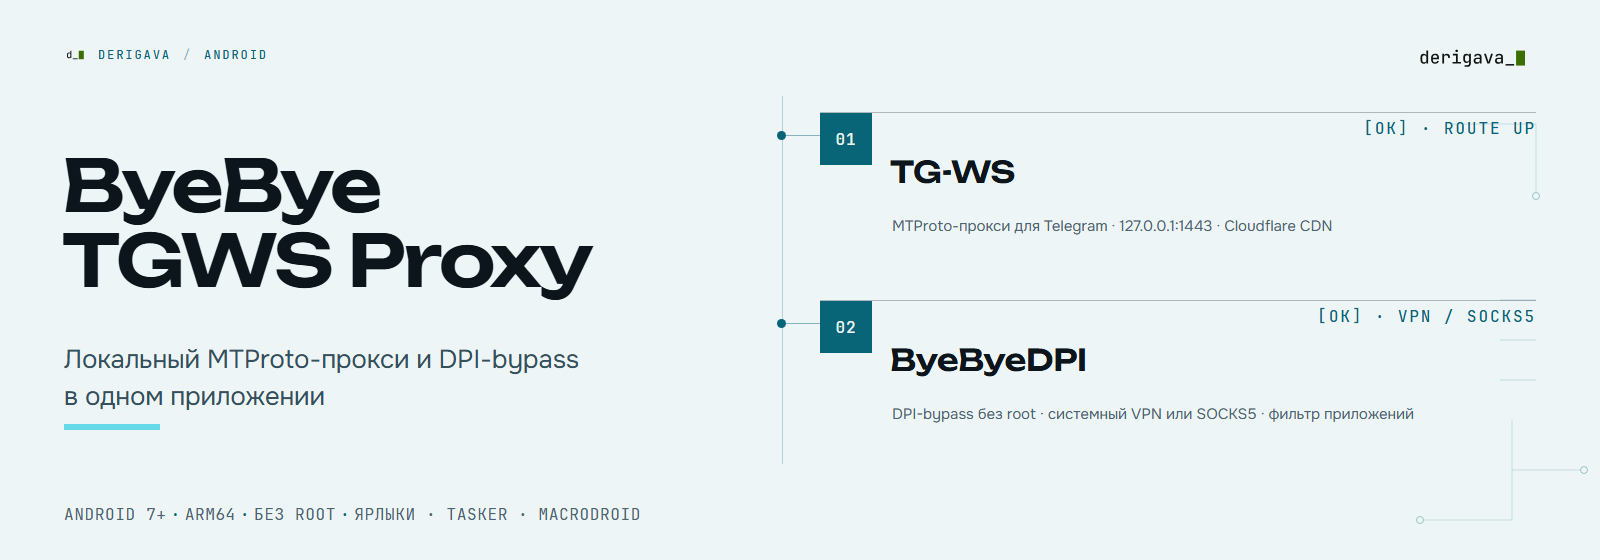 d_ DERIGAVA / ANDROID
derigava_
ByeBye
TGWS Proxy
Локальный MTProto-прокси и DPI-bypass
в одном приложении
ANDROID 7+ · ARM64 · БЕЗ ROOT · ЯРЛЫКИ · TASKER · MACRODROID
01
[OK] · ROUTE UP
TG-WS
MTProto-прокси для Telegram · 127.0.0.1:1443 · Cloudflare CDN
02
[OK] · VPN / SOCKS5
ByeByeDPI
DPI-bypass без root · системный VPN или SOCKS5 · фильтр приложений